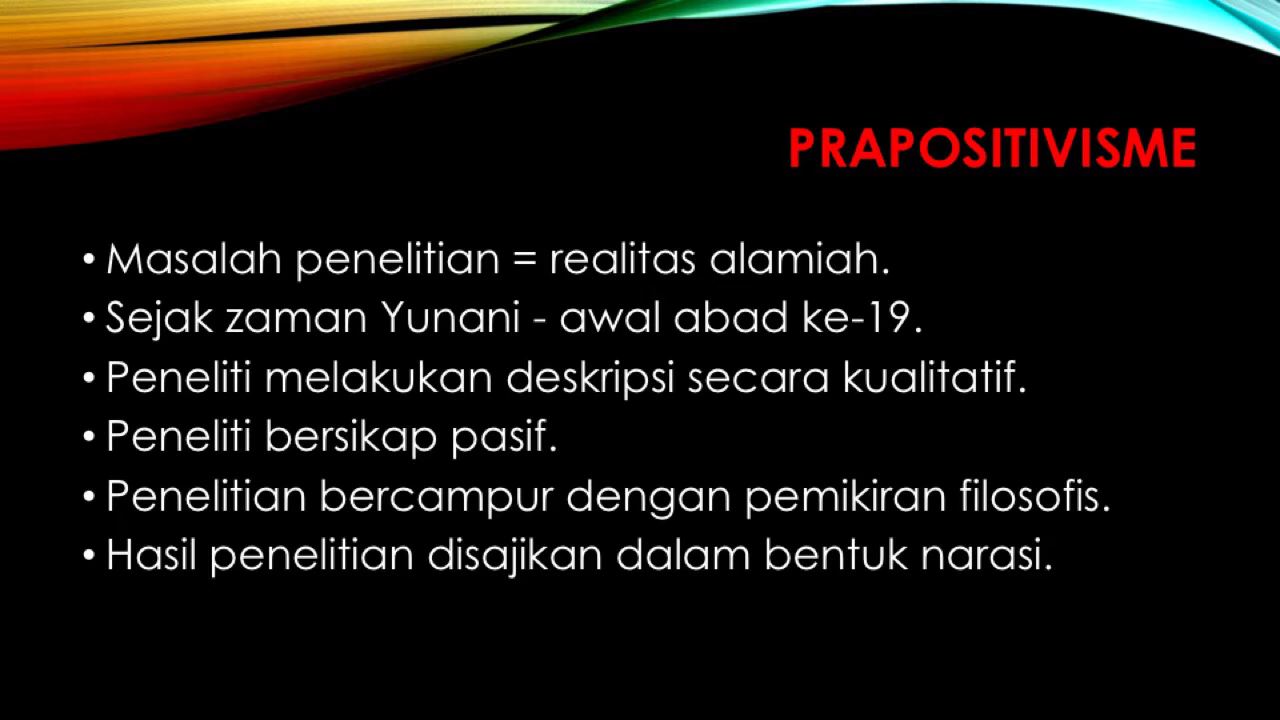 PRAPOSITIVISME
• Masalah penelitian = realitas alamiah.
• Sejak zaman Yunani - awal abad ke-19.
• Peneliti melakukan deskripsi secara kualitatif.
• Peneliti bersikap pasif.
• Penelitian bercampur dengan pemikiran filosofis.
• Hasil penelitian disajikan dalam bentuk narasi.